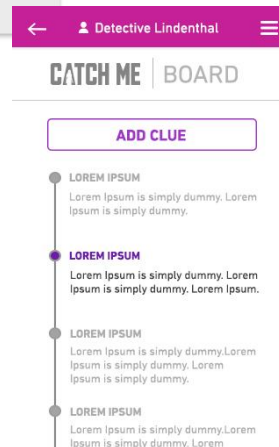 Detective Lindenthal
CATCH ME | BOARD
ADD CLUE
LOREM IPSUM
Lorem Ipsum is simply dummy. Lorem
Ipsum is simply dummy.
LOREM IPSUM
Lorem Ipsum is simply dummy. Lorem
Ipsum is simply dummy. Lorem Ipsum.
LOREM IPSUM
Lorem Ipsum is simply dummy.Lorem
Ipsum is simply dummy. Lorem
Ipsum is simply dummy.
LOREM IPSUM
Lorem Ipsum is simply dummy.Lorem
Ipsum is simply dummy. Lorem